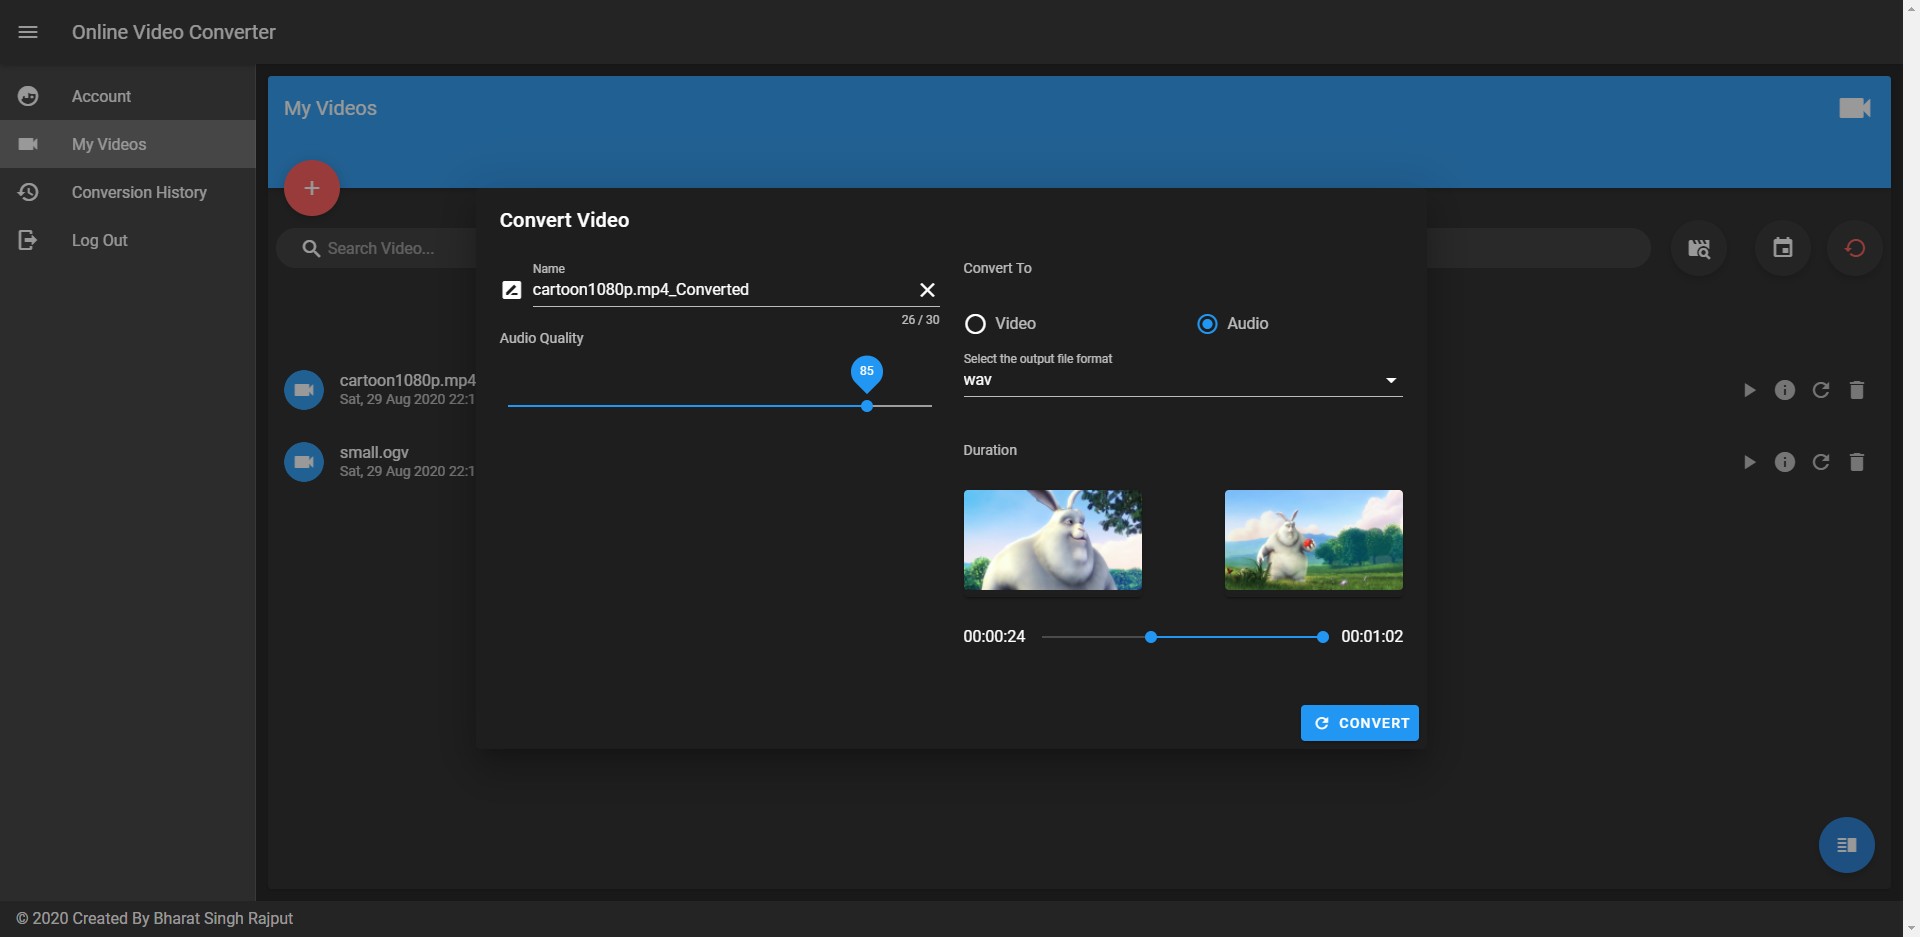 Online Video Converter
Account
My Videos
Conversion History
Log Out
My Videos
Search Video...
cartoon1080p.mp4
Sat, 29 Aug 2020 22:1
small.ogv
Sat, 29 Aug 2020 22:1
Convert Video
Name
cartoon1080p.mp4_Converted
26 / 30
Audio Quality
85
Convert To
Video
Audio
Select the output file format
wav
Duration
00:00:24
00:01:02
CONVERT
© 2020 Created By Bharat Singh Rajput